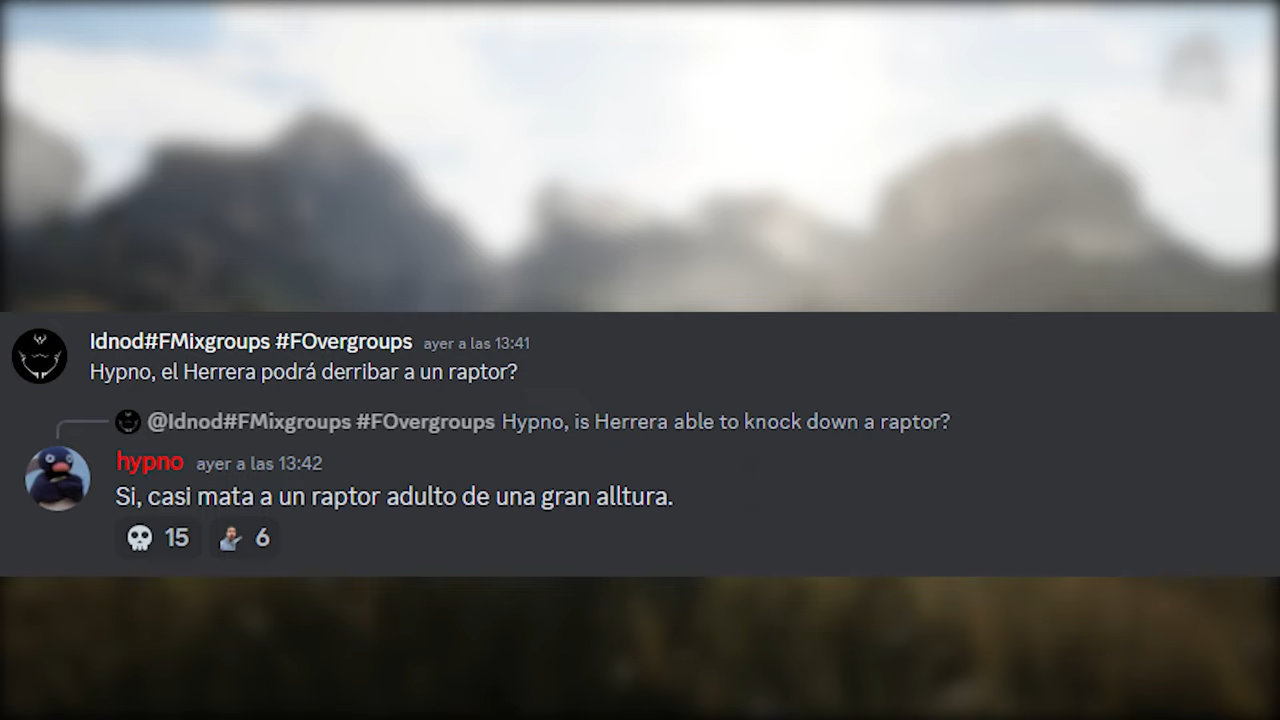 Idnod#FMixgroups #FOvergroups ayer a las 13:41
Hypno, el Herrera podrá derribar a un raptor?
@Idnod#FMixgroups #FOvergroups Hypno, is Herrera able to knock down a raptor?
hypno ayer a las 13:42
Si, casi mata a un raptor adulto de una gran alltura.
15 6